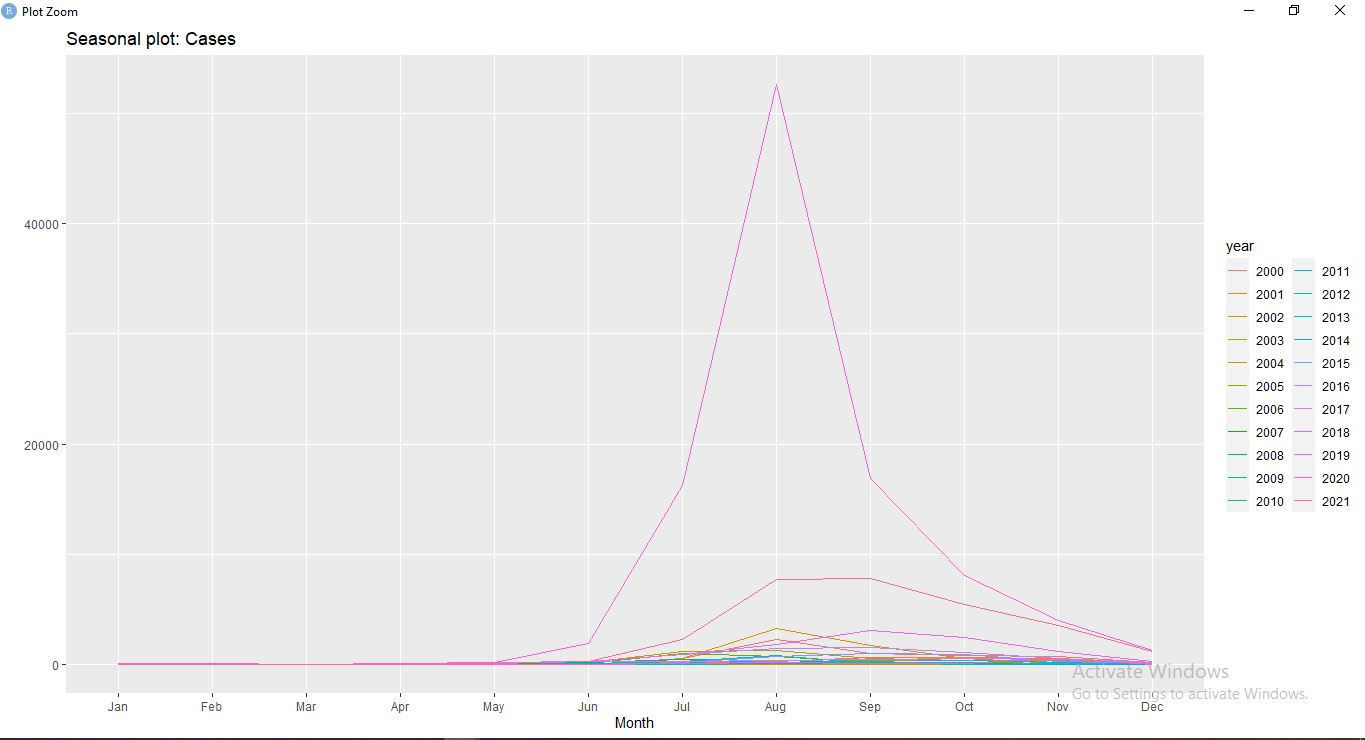 Plot Zoom
Seasonal plot: Cases
40000
20000
0
Jan Feb Mar Apr May Jun Jul Aug Sep Oct Nov Dec
Month
year
2000 2011
2001 2012
2002 2013
2003 2014
2004 2015
2005 2016
2006 2017
2007 2018
2008 2019
2009 2020
2010 2021
Activate Windows
Go to Settings to activate Windows.